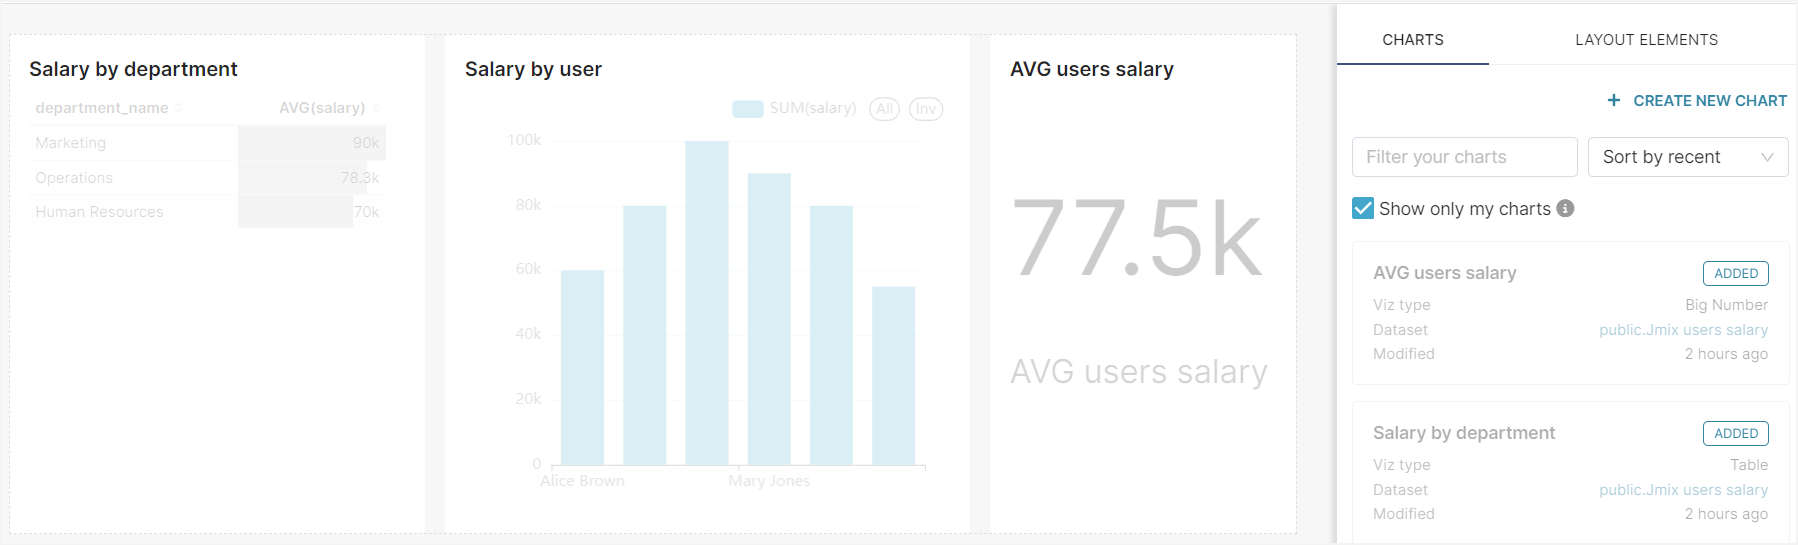 Salary by department
department_name AVG(salary)
Marketing 90k
Operations 78.3k
Human Resources 70k
Salary by user
SUM(salary) All Inv
100k
80k
60k
40k
20k
0
Alice Brown Mary Jones
AVG users salary
77.5k
AVG users salary
CHARTS LAYOUT ELEMENTS
+ CREATE NEW CHART
Filter your charts Sort by recent
Show only my charts
AVG users salary ADDED
Viz type Big Number
Dataset public.Jmix users salary
Modified 2 hours ago
Salary by department ADDED
Viz type Table
Dataset public.Jmix users salary
Modified 2 hours ago